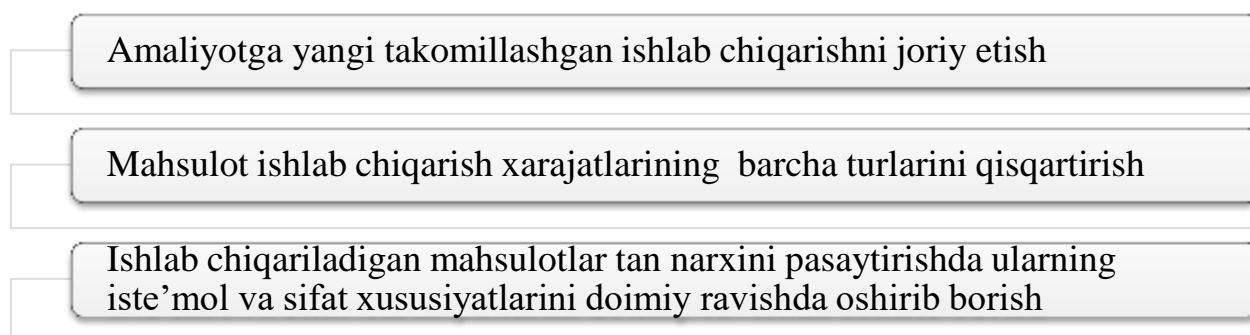 Amaliyotga yangi takomillashgan ishlab chiqarishni joriy etish
Mahsulot ishlab chiqarish xarajatlarining barcha turlarini qisqartirish
Ishlab chiqariladigan mahsulotlar tan narxini pasaytirishda ularning
iste’mol va sifat xususiyatlarini doimiy ravishda oshirib borish